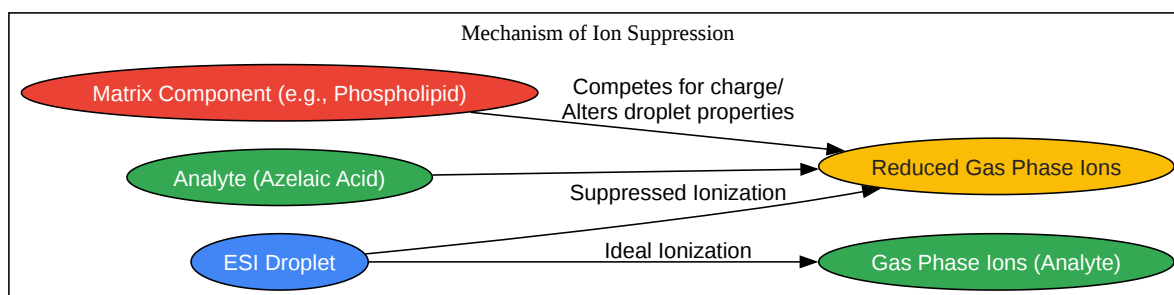 Mechanism of Ion Suppression
Matrix Component (e.g., Phospholipid)
Competes for charge/
Alters droplet properties
Reduced Gas Phase Ions
Analyte (Azelaic Acid)
Suppressed Ionization
ESI Droplet
Ideal Ionization
Gas Phase Ions (Analyte)